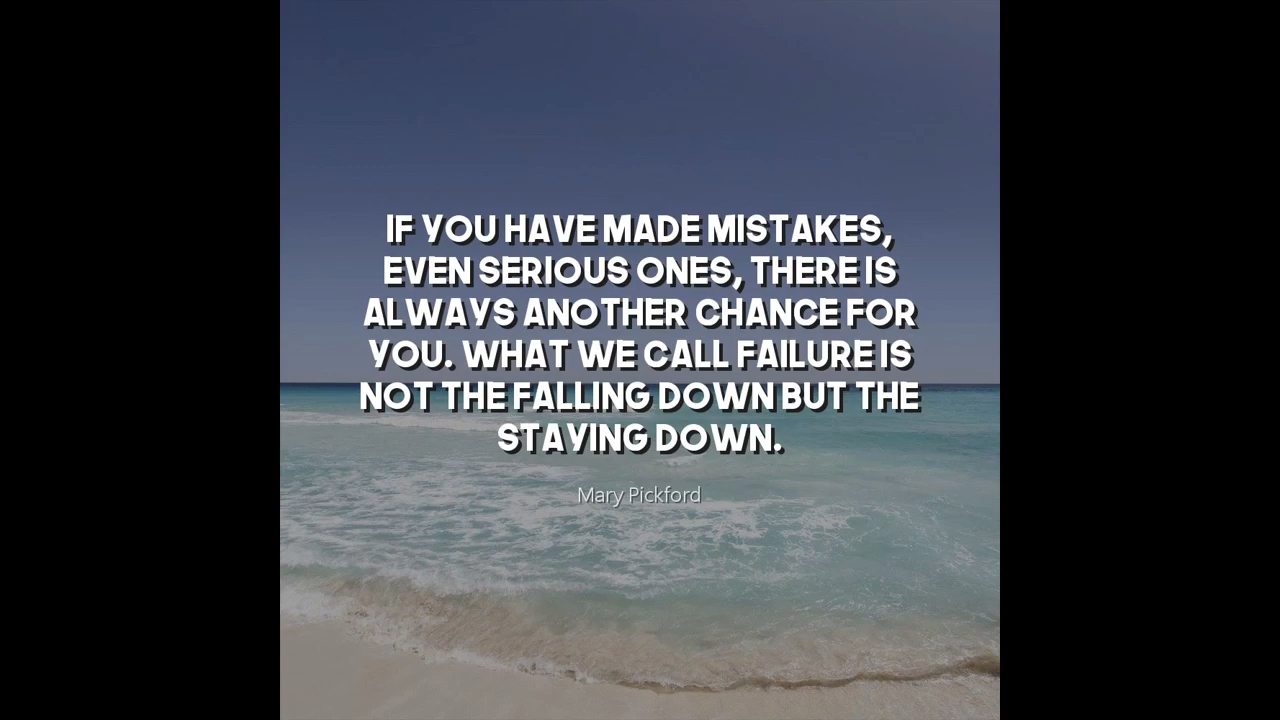 IF YOU HAVE MADE MISTAKES,
EVEN SERIOUS ONES, THERE IS
ALWAYS ANOTHER CHANCE FOR
YOU. WHAT WE CALL FAILURE IS
NOT THE FALLING DOWN BUT THE
STAYING DOWN.
Mary Pickford